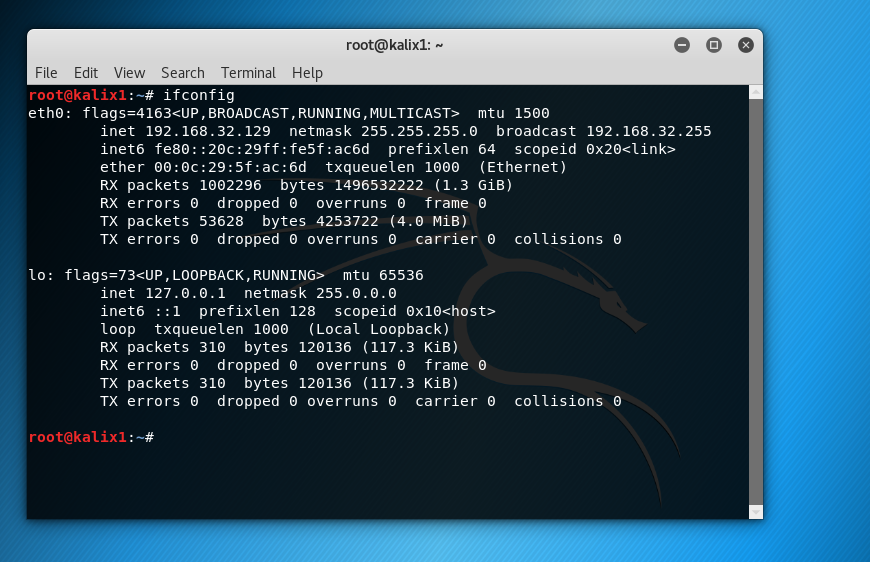 root@kalix1: ~
File Edit View Search Terminal Help
root@kalix1:~# ifconfig
eth0: flags=4163<UP,BROADCAST,RUNNING,MULTICAST>  mtu 1500
        inet 192.168.32.129  netmask 255.255.255.0  broadcast 192.168.32.255
        inet6 fe80::20c:29ff:fe5f:ac6d  prefixlen 64  scopeid 0x20<link>
        ether 00:0c:29:5f:ac:6d  txqueuelen 1000  (Ethernet)
        RX packets 1002296  bytes 1496532222 (1.3 GiB)
        RX errors 0  dropped 0  overruns 0  frame 0
        TX packets 53628  bytes 4253722 (4.0 MiB)
        TX errors 0  dropped 0 overruns 0  carrier 0  collisions 0
lo: flags=73<UP,LOOPBACK,RUNNING>  mtu 65536
        inet 127.0.0.1  netmask 255.0.0.0
        inet6 ::1  prefixlen 128  scopeid 0x10<host>
        loop  txqueuelen 1000  (Local Loopback)
        RX packets 310  bytes 120136 (117.3 KiB)
        RX errors 0  dropped 0  overruns 0  frame 0
        TX packets 310  bytes 120136 (117.3 KiB)
        TX errors 0  dropped 0 overruns 0  carrier 0  collisions 0
root@kalix1:~#